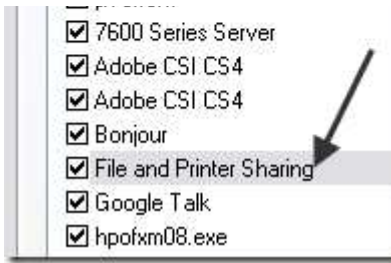 7600 Series Server
Adobe CSI CS4
Adobe CSI CS4
Bonjour
File and Printer Sharing
Google Talk
hpofxm08.exe